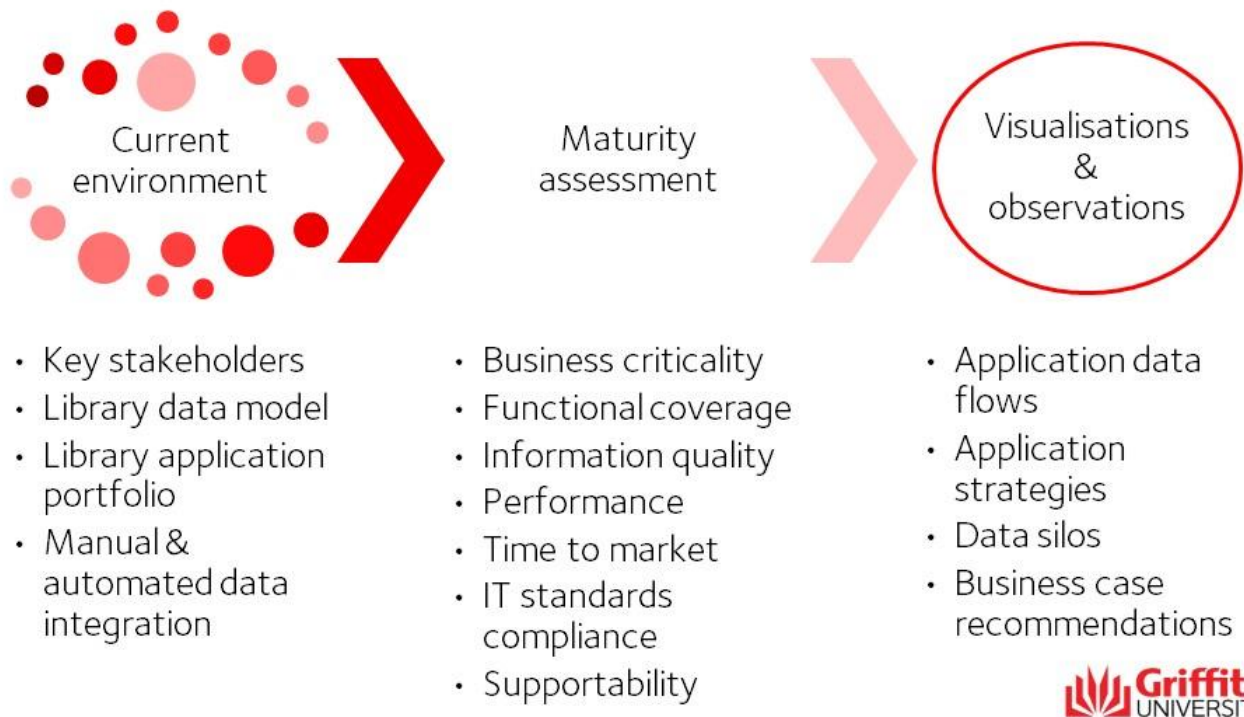 Current
environment
Maturity
assessment
Visualisations
&
observations
• Key stakeholders
• Library data model
• Library application
portfolio
• Manual &
automated data
integration
• Business criticality
• Functional coverage
• Information quality
• Performance
• Time to market
• IT standards
compliance
• Supportability
• Application data
flows
• Application
strategies
• Data silos
• Business case
recommendations
Griffit
UNIVERSIT